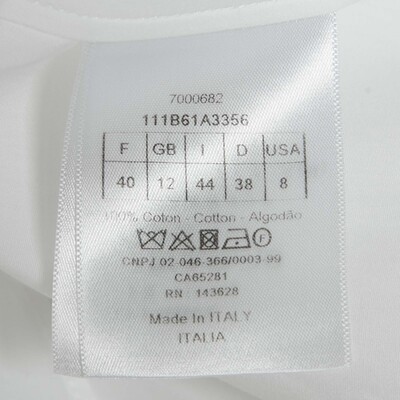 7000682
111B61A3356
F GB I D USA
40 12 44 38 8
100% Coton - Cotton - Algodão
F
CNPJ 02-046-366/0003-99
CA65281
RN 143628
Made In ITALY
ITALIA